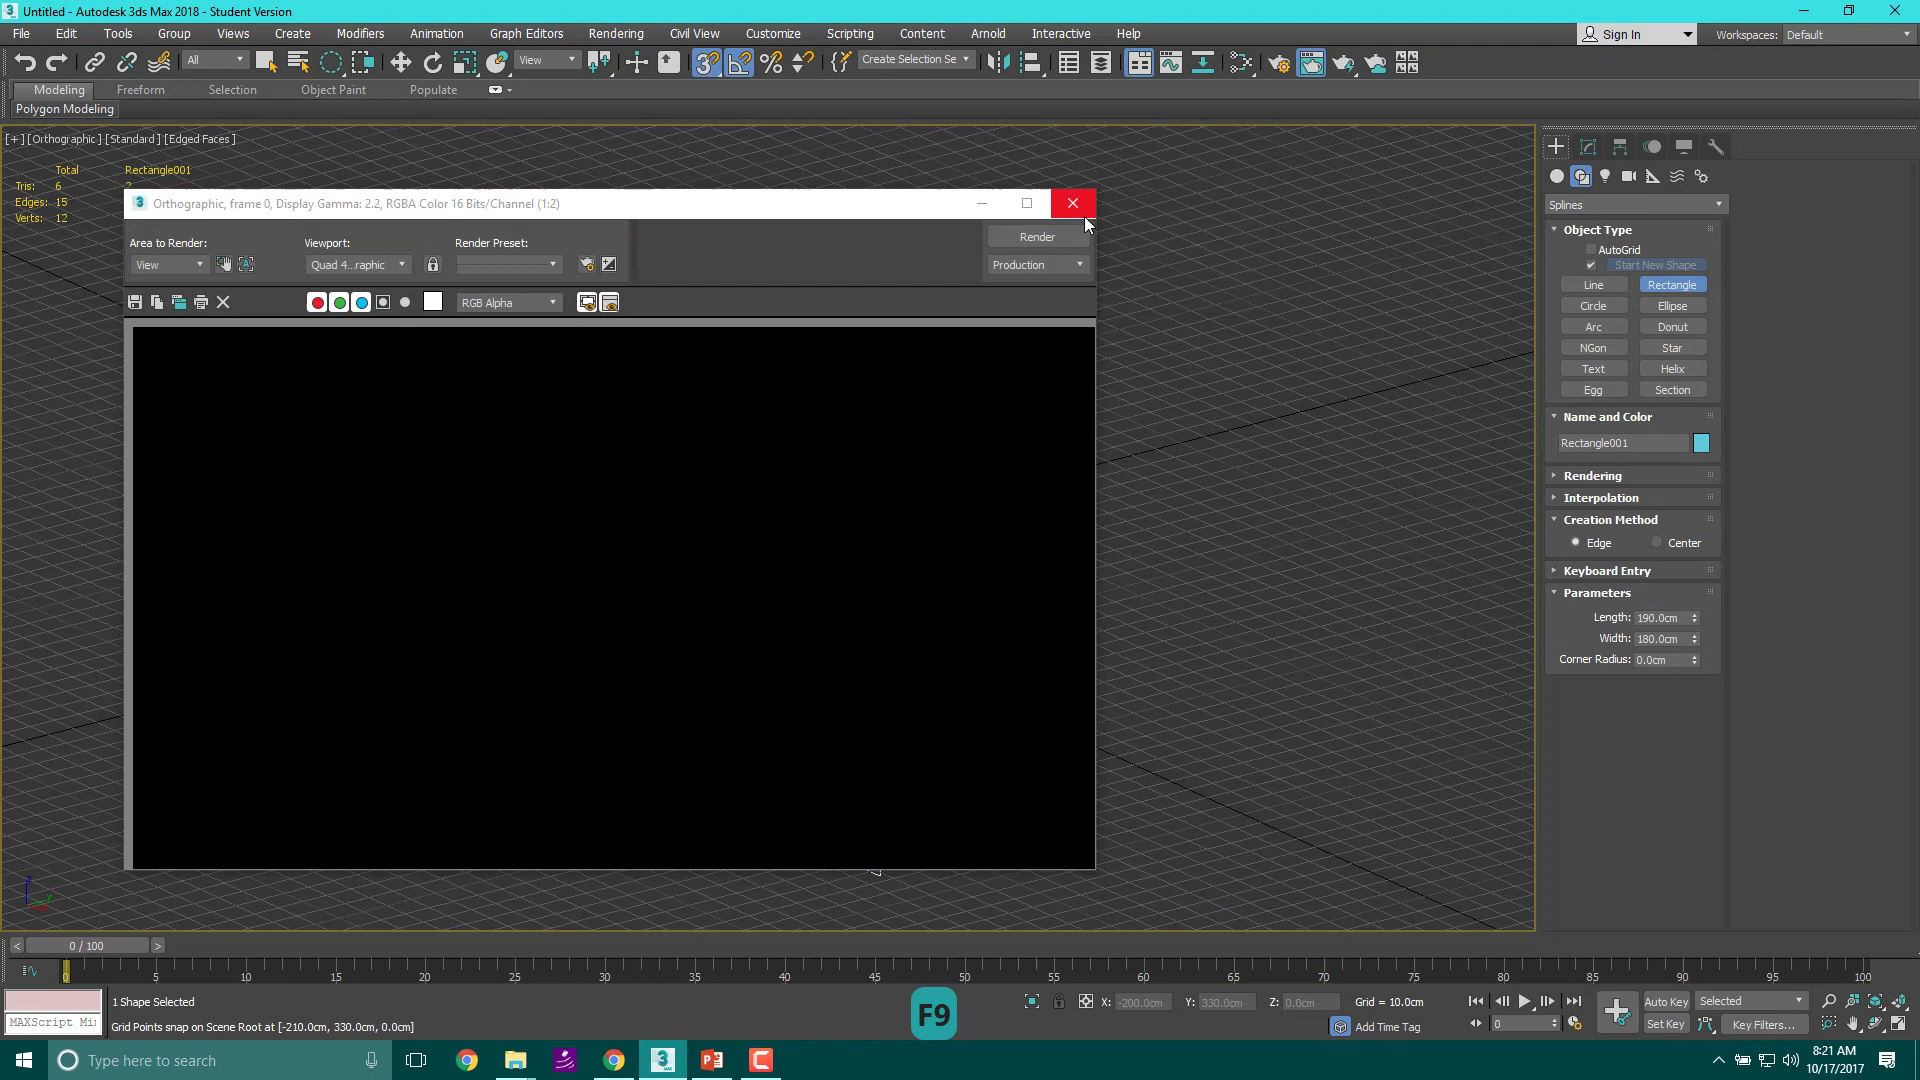 Untitled - Autodesk 3ds Max 2018 - Student Version
File Edit Tools Group Views Create Modifiers Animation Graph Editors Rendering Civil View Customize Scripting Content Arnold Interactive Help
Sign In
Workspaces: Default
All
View
Create Selection Se
Modeling Freeform Selection Object Paint Populate
Polygon Modeling
[+] [Orthographic] [Standard] [Edged Faces]
Total Rectangle001
Tris: 6
Edges: 15
Verts: 12
Orthographic, frame 0, Display Gamma: 2.2, RGBA Color 16 Bits/Channel (1:2)
Area to Render:
View
Viewport:
Quad 4...raphic
Render Preset:
Render
Production
RGB Alpha
Splines
Object Type
AutoGrid
Start New Shape
Line Rectangle
Circle Ellipse
Arc Donut
NGon Star
Text Helix
Egg Section
Name and Color
Rectangle001
Rendering
Interpolation
Creation Method
Edge Center
Keyboard Entry
Parameters
Length: 190.0cm
Width: 180.0cm
Corner Radius: 0.0cm
0 / 100
0 5 10 15 20 25 30 35 40 45 50 55 60 65 70 75 80 85 90 95 100
MAXScript Mi
1 Shape Selected
Grid Points snap on Scene Root at [-210.0cm, 330.0cm, 0.0cm]
F9
X: -200.0cm Y: 330.0cm Z: 0.0cm Grid = 10.0cm
Add Time Tag
0
Auto Key Selected
Set Key Key Filters...
Type here to search
8:21 AM
10/17/2017